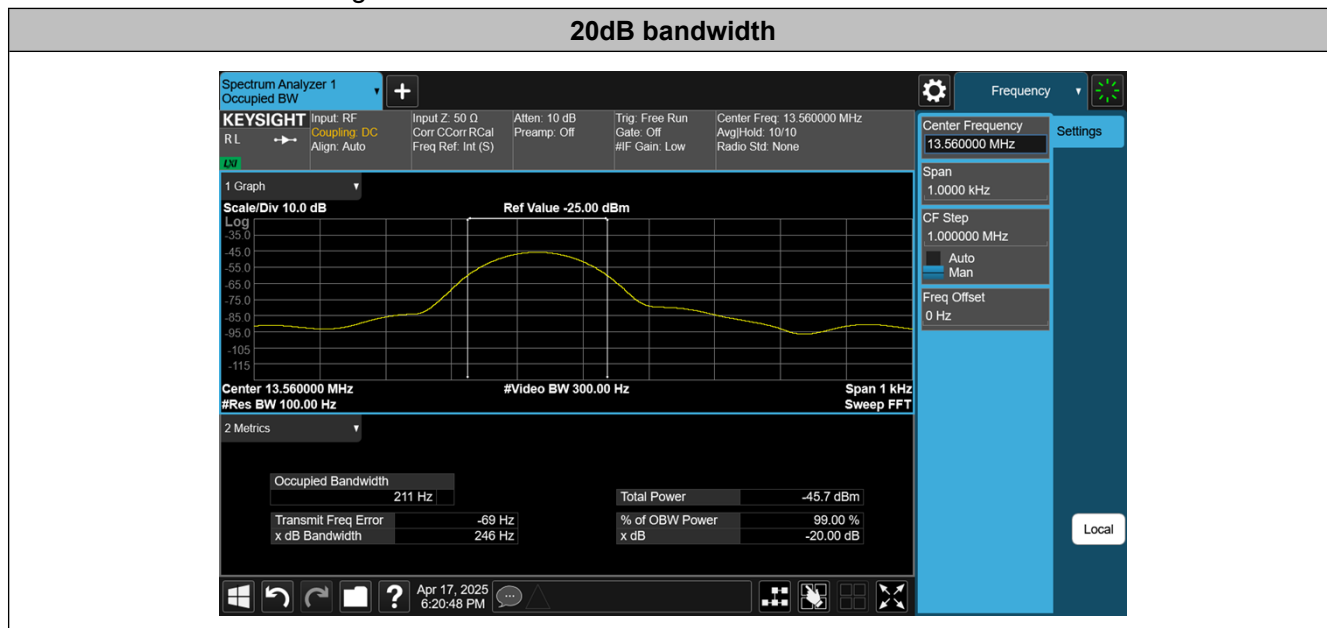 20dB bandwidth
Spectrum Analyzer 1
Occupied BW
Frequency
KEYSIGHT
R L
LXI
Input: RF
Coupling: DC
Align: Auto
Input Z: 50 Ω
Corr CCorr RCal
Freq Ref: Int (S)
Atten: 10 dB
Preamp: Off
Trig: Free Run
Gate: Off
#IF Gain: Low
Center Freq: 13.560000 MHz
Avg|Hold: 10/10
Radio Std: None
Center Frequency
13.560000 MHz
Settings
Span
1.0000 kHz
CF Step
1.000000 MHz
Auto
Man
Freq Offset
0 Hz
1 Graph
Scale/Div 10.0 dB
Ref Value -25.00 dBm
Log
-35.0
-45.0
-55.0
-65.0
-75.0
-85.0
-95.0
-105
-115
Center 13.560000 MHz
#Video BW 300.00 Hz
Span 1 kHz
#Res BW 100.00 Hz
Sweep FFT
2 Metrics
Occupied Bandwidth
211 Hz
Total Power -45.7 dBm
Transmit Freq Error -69 Hz
% of OBW Power 99.00 %
x dB Bandwidth 246 Hz
x dB -20.00 dB
Local
?
Apr 17, 2025
6:20:48 PM